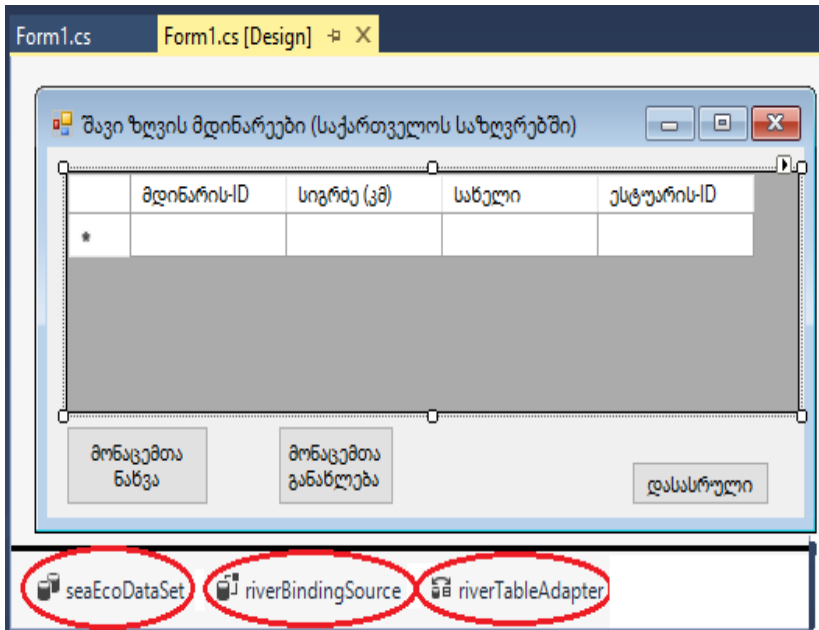 Form1.cs Form1.cs [Design]
შავი ზღვის მდინარეები (საქართველოს საზღვრებში)
მდინარის-ID სიგრძე (კმ) სახელი ესტუარის-ID
*
მონაცემთა
ნახვა
მონაცემთა
განახლება
დასასრული
seaEcoDataSet riverBindingSource riverTableAdapter